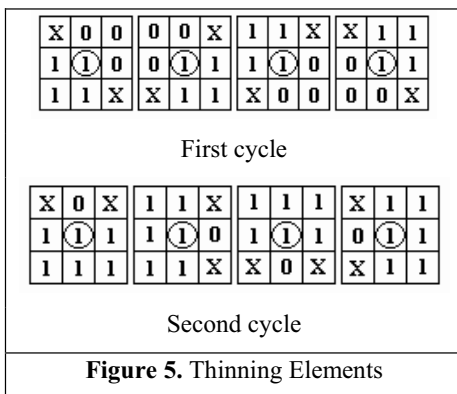 X 0 0 0 0 X 1 1 X X 1 1
1 1 0 0 1 1 1 1 0 0 1 1
1 1 X X 1 1 X 0 0 0 0 X
First cycle
X 0 X 1 1 X 1 1 1 X 1 1
1 1 1 1 1 0 1 1 1 0 1 1
1 1 1 1 1 X X 0 X X 1 1
Second cycle
Figure 5. Thinning Elements